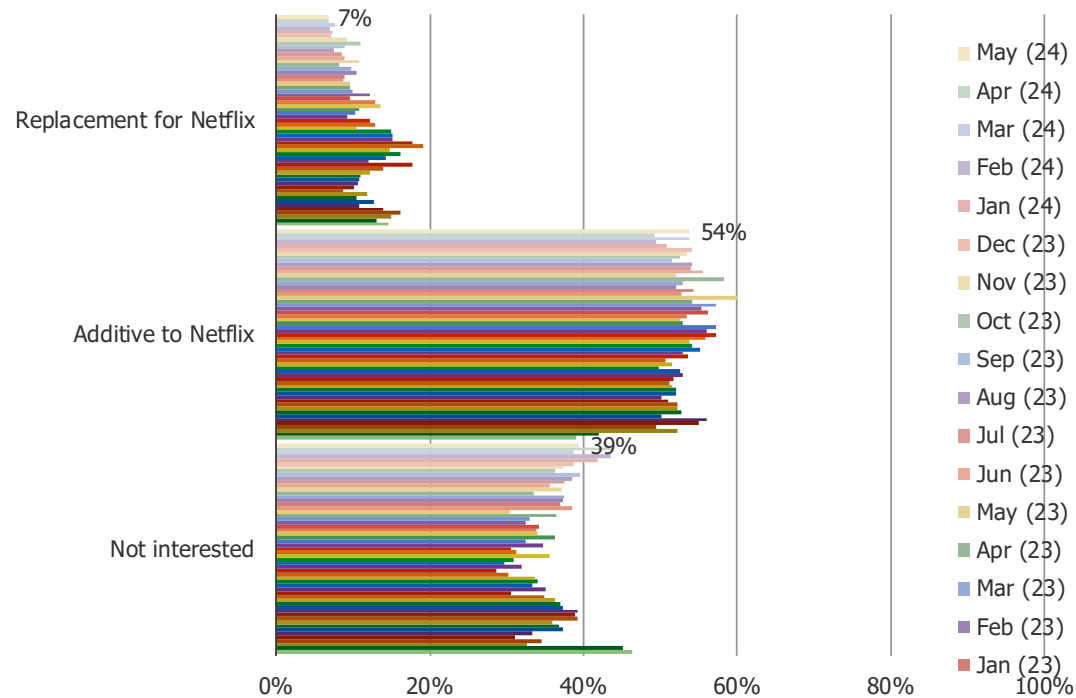 7%
Replacement for Netflix
54%
Additive to Netflix
39%
Not interested
0%
20%
40%
60%
80%
100%
May (24)
Apr (24)
Mar (24)
Feb (24)
Jan (24)
Dec (23)
Nov (23)
Oct (23)
Sep (23)
Aug (23)
Jul (23)
Jun (23)
May (23)
Apr (23)
Mar (23)
Feb (23)
Jan (23)